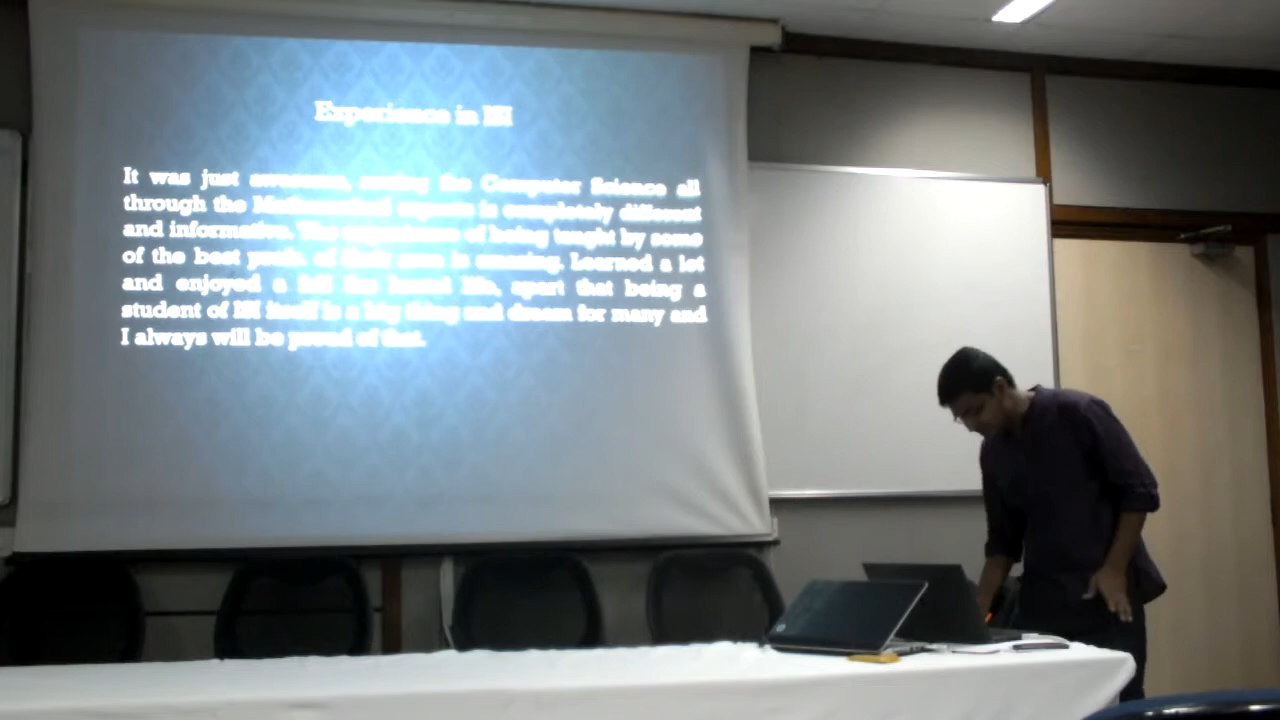 Experience in ISI
It was just awesome, seeing the Computer Science all
through the Mathematical aspects is completely different
and informative. The experience of being taught by some
of the best profs. of their own is amazing. Learned a lot
and enjoyed a full fun hostel life, apart that being a
student of ISI itself is a big thing and dream for many and
I always will be proud of that.